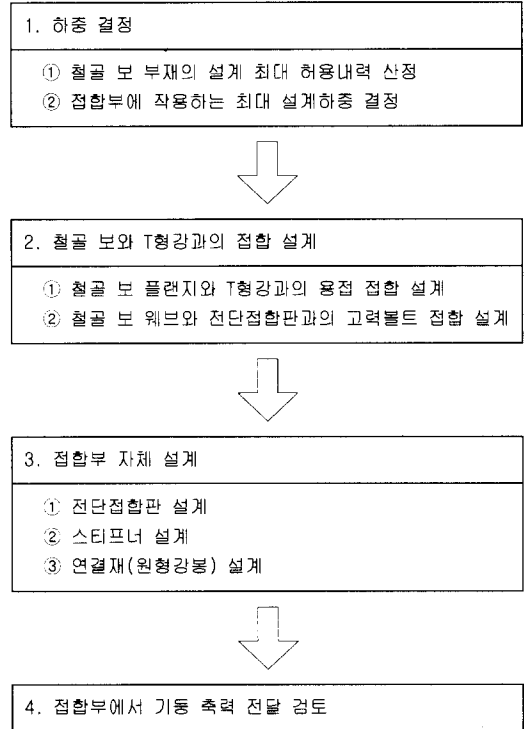 1. 하중 결정
① 철골 보 부재의 설계 최대 허용내력 산정
② 접합부에 작용하는 최대 설계하중 결정
2. 철골 보와 T형강과의 접합 설계
① 철골 보 플랜지와 T형강과의 용접 접합 설계
② 철골 보 웨브와 전단접합판과의 고력볼트 접합 설계
3. 접합부 자체 설계
① 전단접합판 설계
② 스티프너 설계
③ 연결재(원형강봉) 설계
4. 접합부에서 기둥 축력 전달 검토